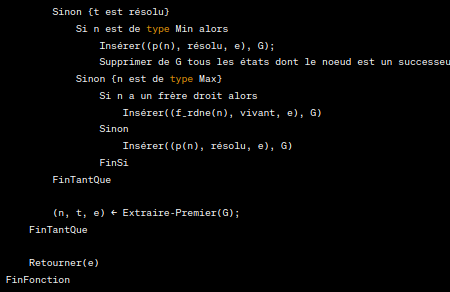 Sinon {t est résolu}
Si n est de type Min alors
Insérer((p(n), résolu, e), G);
Supprimer de G tous les états dont le noeud est un successeu
Sinon {n est de type Max}
Si n a un frère droit alors
Insérer((f_rdne(n), vivant, e), G)
Sinon
Insérer((p(n), résolu, e), G)
FinSi
FinTantQue
(n, t, e) ← Extraire-Premier(G);
FinTantQue
Retourner(e)
FinFonction